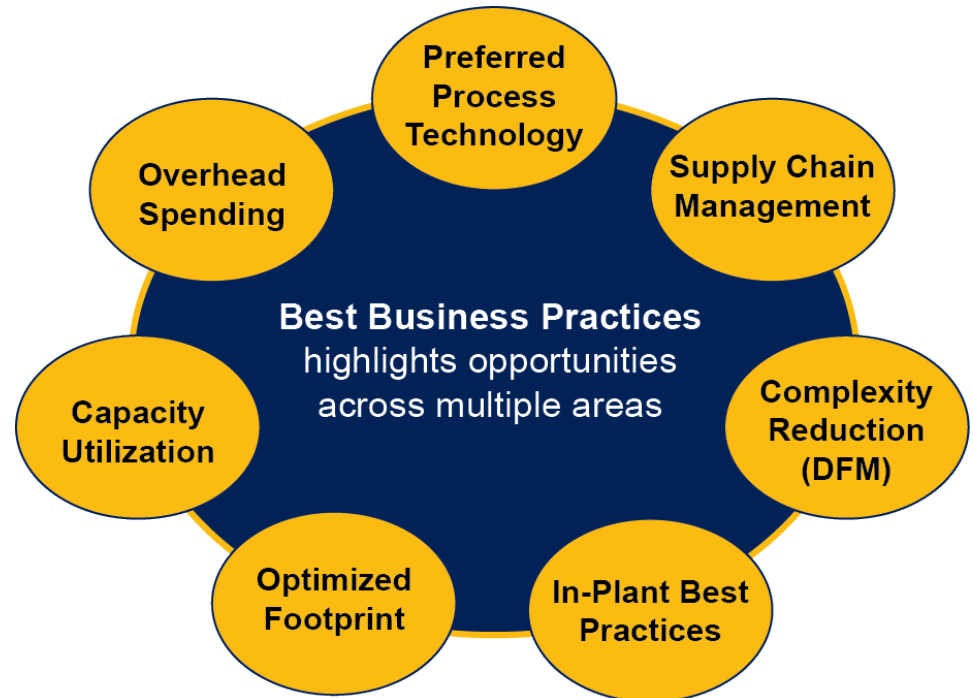 Preferred
Process
Technology
Supply Chain
Management
Complexity
Reduction
(DFM)
In-Plant Best
Practices
Optimized
Footprint
Capacity
Utilization
Overhead
Spending
Best Business Practices
highlights opportunities
across multiple areas